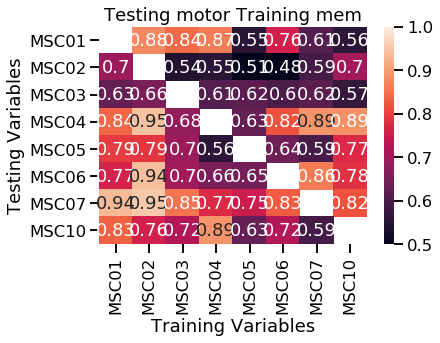 Testing motor Training mem
MSC01 0.88 0.84 0.87 0.55 0.76 0.61 0.56
MSC02 0.7 0.54 0.55 0.51 0.48 0.59 0.7
MSC03 0.63 0.66 0.61 0.62 0.6 0.62 0.57
MSC04 0.84 0.95 0.68 0.63 0.82 0.89 0.89
MSC05 0.79 0.79 0.7 0.56 0.64 0.59 0.77
MSC06 0.77 0.94 0.77 0.66 0.65 0.86 0.78
MSC07 0.94 0.95 0.85 0.77 0.75 0.83 0.82
MSC10 0.83 0.76 0.72 0.89 0.63 0.72 0.59
MSC01 MSC02 MSC03 MSC04 MSC05 MSC06 MSC07 MSC10
Training Variables
Testing Variables
1.0
0.9
0.8
0.7
0.6
0.5